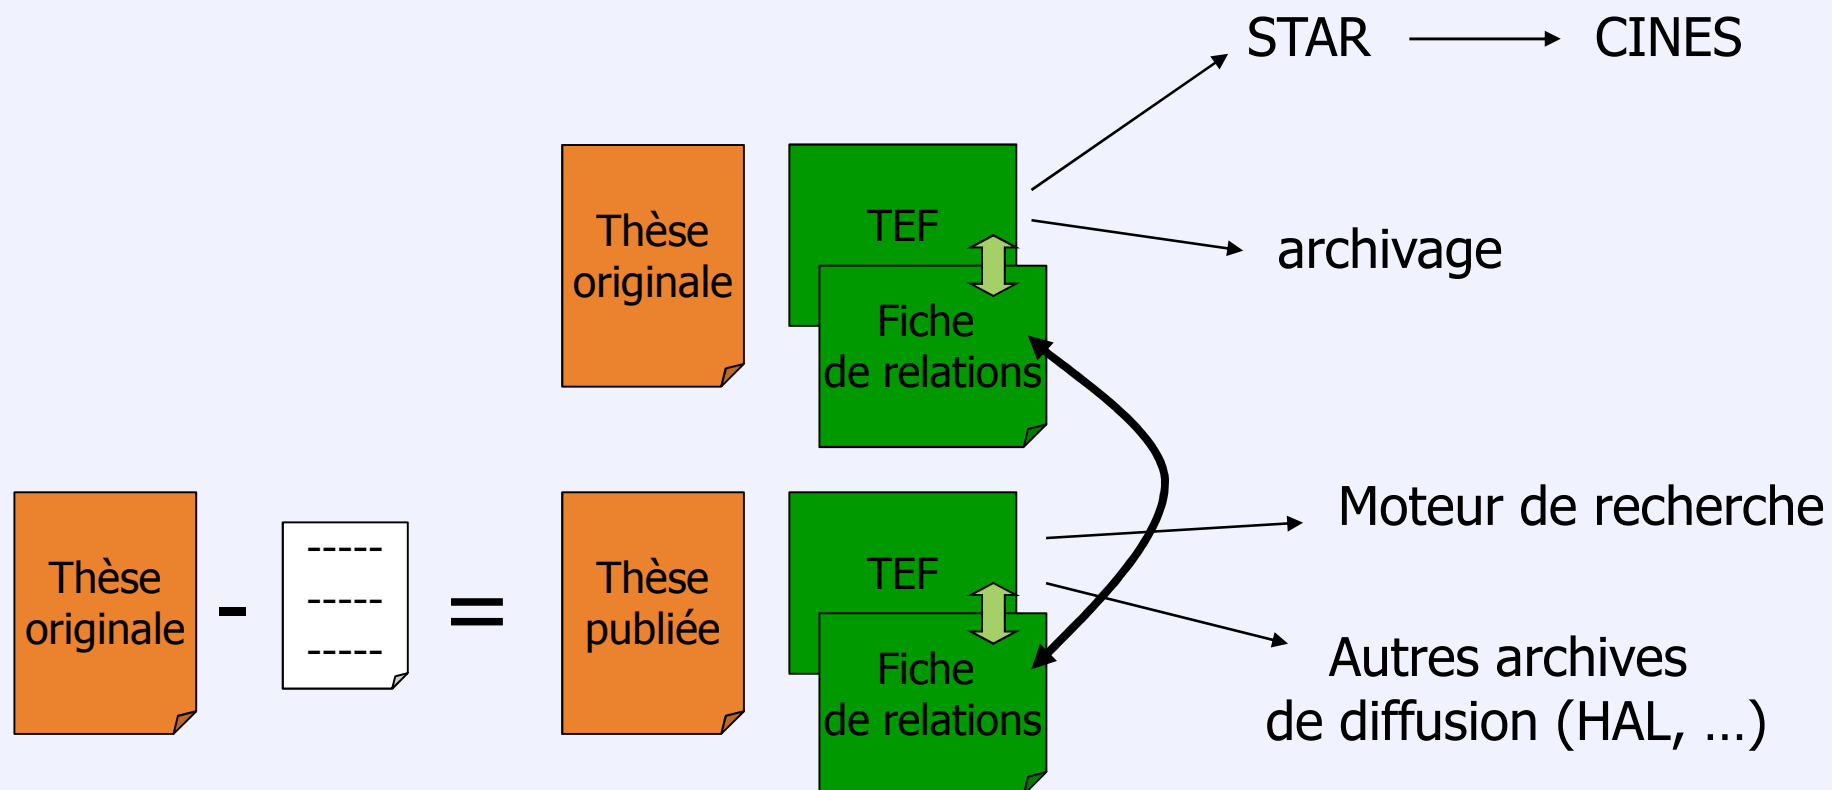 STAR
CINES
Thèse
originale
TEF
archivage
Fiche
de relations
Moteur de recherche
Thèse
originale
-
-----
-----
-----
=
Thèse
publiée
TEF
Fiche
de relations
Autres archives
de diffusion (HAL, …)